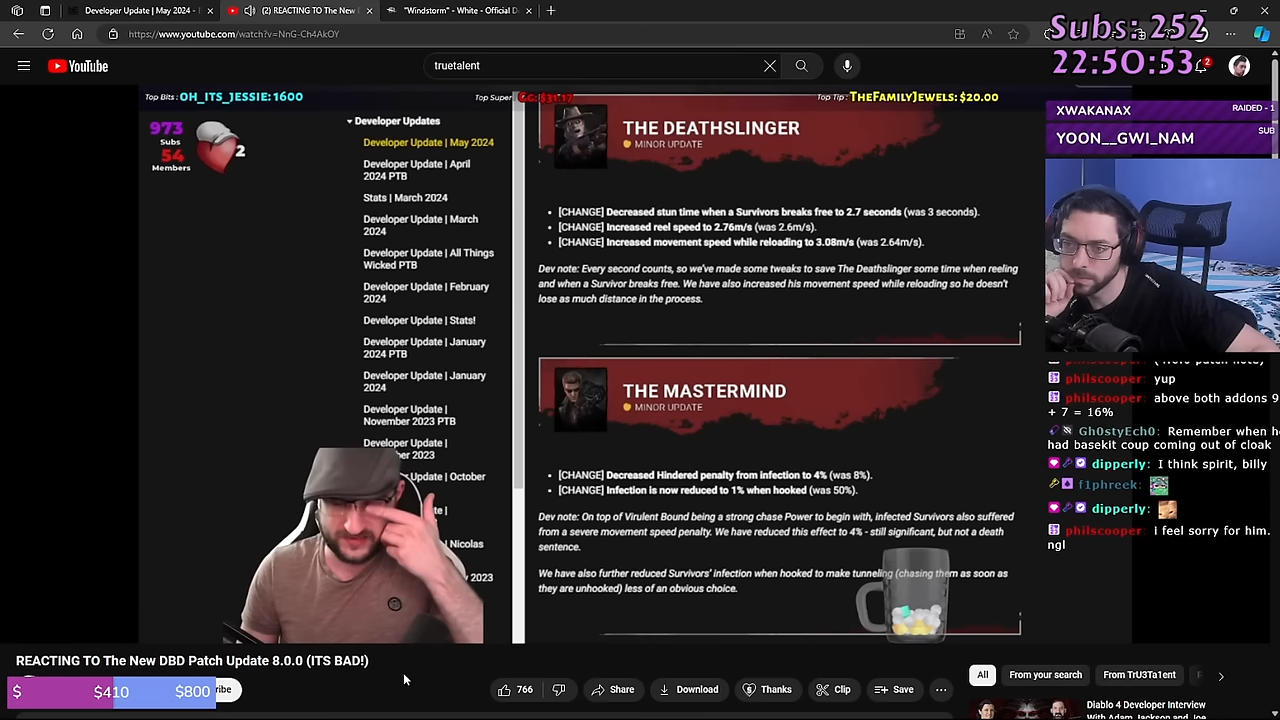 Developer Update | May 2024 -
(2) REACTING TO The New D
"Windstorm" - White - Official D
https://www.youtube.com/watch?v=NnG-Ch4AkOY
Subs: 252
22:50:53
YouTube
truetalent
2
Top Bits: OH_ITS_JESSIE: 1600
Top Super
Top Tip: THEFAMILYJEWELS: $20.00
973
Subs
54
Members
2
Developer Updates
Developer Update | May 2024
Developer Update | April
2024 PTB
Stats | March 2024
Developer Update | March
2024
Developer Update | All Things
Wicked PTB
Developer Update | February
2024
Developer Update | Stats!
Developer Update | January
2024 PTB
Developer Update | January
2024
Developer Update |
November 2023 PTB
THE DEATHSLINGER
MINOR UPDATE
• [CHANGE] Decreased stun time when a Survivors breaks free to 2.7 seconds (was 3 seconds).
• [CHANGE] Increased reel speed to 2.76m/s (was 2.6m/s).
• [CHANGE] Increased movement speed while reloading to 3.08m/s (was 2.64m/s).
Dev note: Every second counts, so we've made some tweaks to save The Deathslinger some time when reeling
and when a Survivor breaks free. We have also increased his movement speed while reloading so he doesn't
lose as much distance in the process.
THE MASTERMIND
MINOR UPDATE
• [CHANGE] Decreased Hindered penalty from infection to 4% (was 8%).
• [CHANGE] Infection is now reduced to 1% when hooked (was 50%).
Dev note: On top of Virulent Bound being a strong chase Power to begin with, infected Survivors also suffered
from a severe movement speed penalty. We have reduced this effect to 4% - still significant, but not a death
sentence.
We have also further reduced Survivors' infection when hooked to make tunneling (chasing them as soon as
they are unhooked) less of an obvious choice.
XWAKANAX RAIDED - 1
YOON__GWI_NAM SUB
philscooper: yup
philscooper: above both addons 9
+ 7 = 16%
Gh0styEch0: Remember when he
had basekit coup coming out of cloak
dipperly: I think spirit, billy
f1phreek:
dipperly:
philscooper: i feel sorry for him.
ngl
REACTING TO The New DBD Patch Update 8.0.0 (ITS BAD!)
$ $410 $800
766
Share
Download
Thanks
Clip
Save
All
From your search
From TrU3Ta1ent
Diablo 4 Developer Interview
With Adam Jackson and Joe